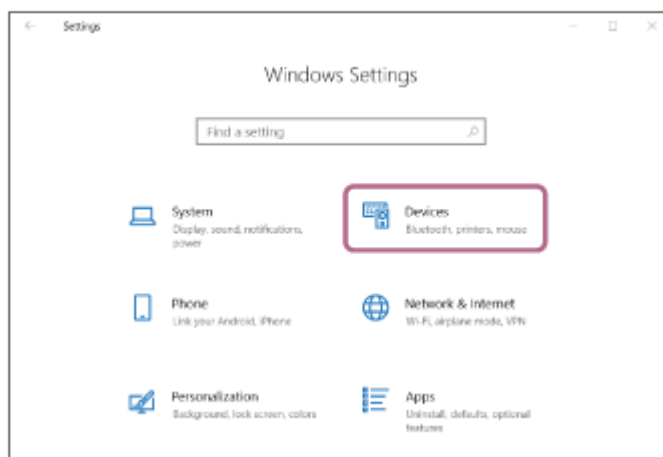 Settings
Windows Settings
Find a setting
System
Display, sound, notifications,
power
Devices
Bluetooth, printers, mouse
Phone
Link your Android, iPhone
Network & Internet
Wi-Fi, airplane mode, VPN
Personalization
Background, lock screen, colors
Apps
Uninstall, defaults, optional
features